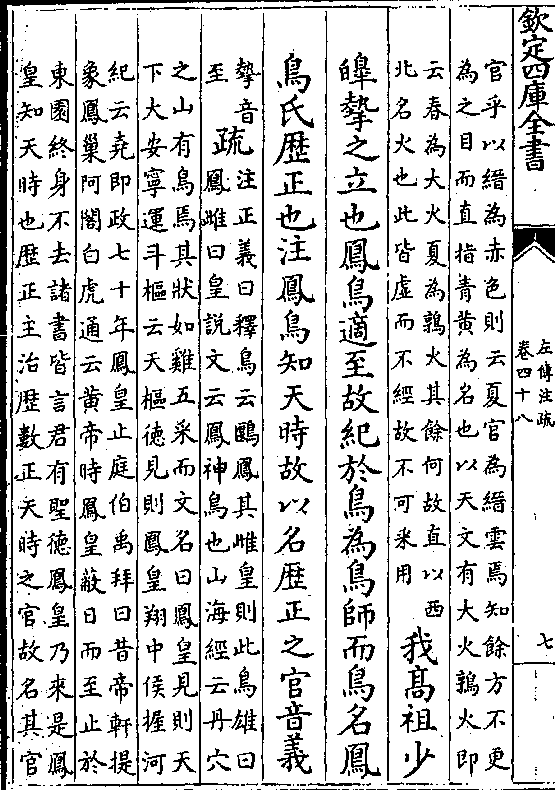 欽定四庫全書
左傳注疏
卷四十八
七
官乎以縉為赤色則云夏官為縉雲焉知餘方不更
為之目而直指青黄為名也以天文有大火鶉火即
云春為大火夏為鶉火其餘何故直以西
北名火也此皆虛而不經故不可采用
我高祖少
皥摯之立也鳳鳥適至故紀於鳥為鳥師而鳥名鳳
鳥氏厯正也注鳳鳥知天時故以名厯正之官音義
摯音
至
疏
注正義曰釋鳥云鶠鳳其雌皇則此鳥雄曰
鳳雌曰皇説文云鳳神鳥也山海經云丹穴
之山有鳥焉其狀如雞五采而文名曰鳳皇見則天
下大安寧運斗樞云天樞徳見則鳳皇翔中侯握河
紀云堯即政七十年鳳皇止庭伯禹拜曰昔帝軒提
象鳳巢阿閣白虎通云黄帝時鳳皇蔽日而至止於
東園終身不去諸書皆言君有聖徳鳳皇乃來是鳳
皇知天時也厯正主治厯數正天時之官故名其官